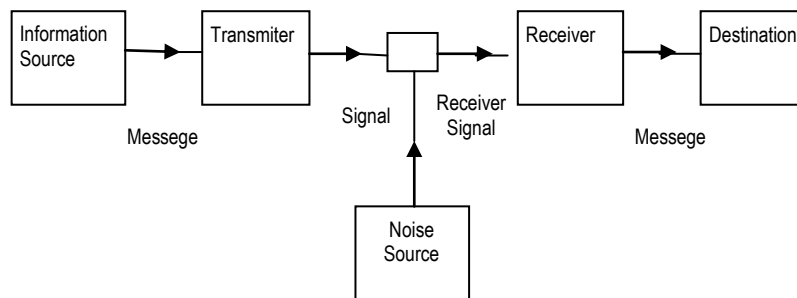 Information
Source
Transmiter
Receiver
Destination
Messege
Signal
Receiver
Signal
Messege
Noise
Source